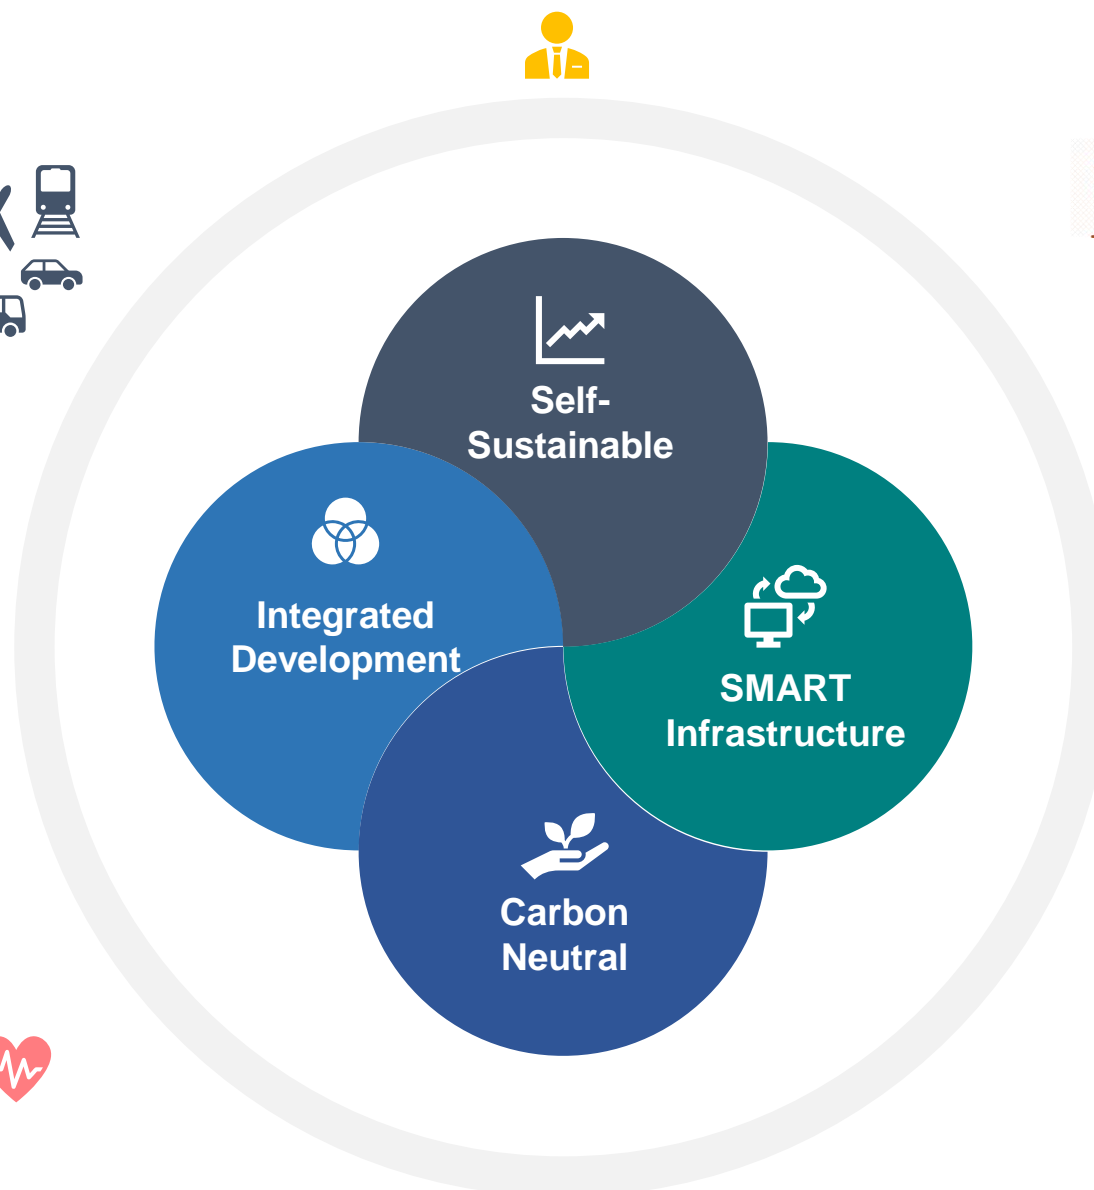 Self-
Sustainable
Integrated
Development
SMART
Infrastructure
Carbon
Neutral